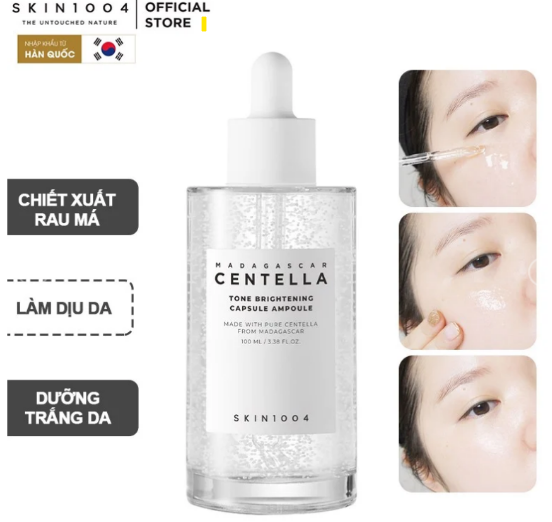 SKIN1004
THE UNTOUCHED NATURE
OFFICIAL
STORE
NHẬP KHẨU TỪ
HÀN QUỐC
CHIẾT XUẤT
RAU MÁ
LÀM DỊU DA
DƯỠNG
TRẮNG DA
MADAGASCAR
CENTELLA
TONE BRIGHTENING
CAPSULE AMPOULE
MADE WITH PURE CENTELLA
FROM MADAGASCAR
100 ML / 3.38 FL.OZ.
SKIN1004